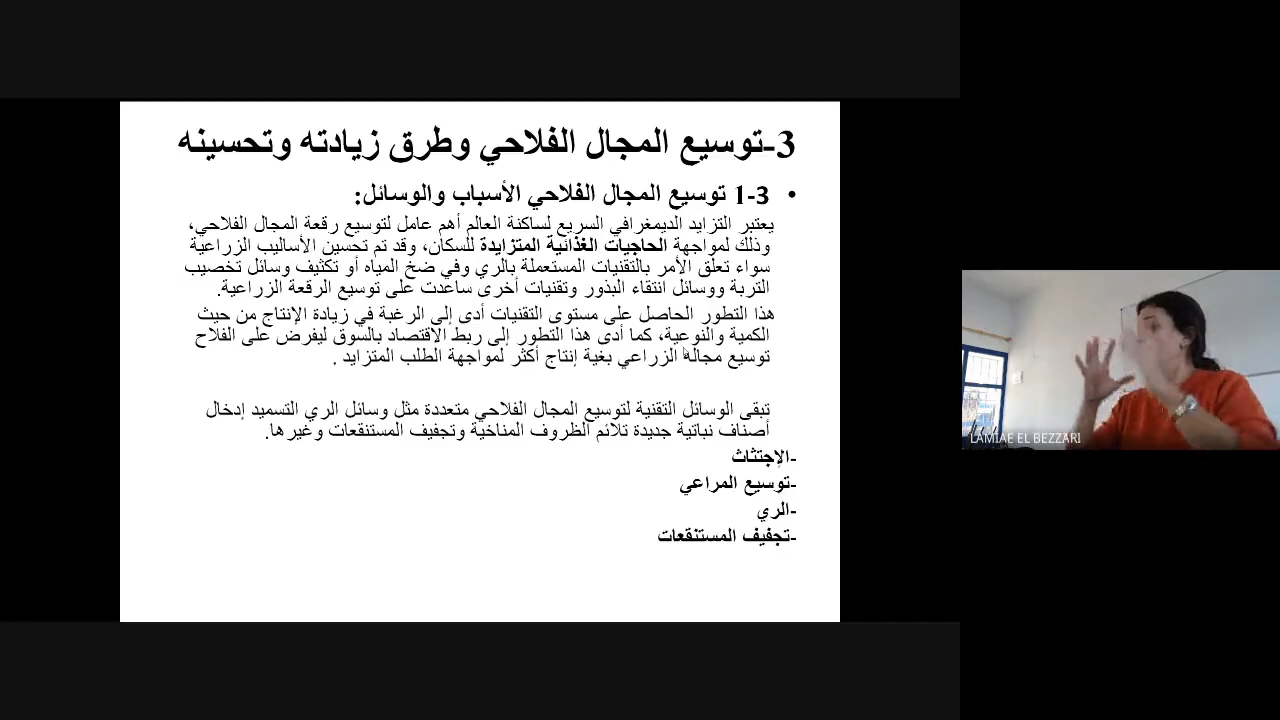 3-توسيع المجال الفلاحي وطرق زيادته وتحسينه
• 3-1 توسيع المجال الفلاحي الأسباب والوسائل:
يعتبر التزايد الديمغرافي السريع لساكنة العالم أهم عامل لتوسيع رقعة المجال الفلاحي،
وذلك لمواجهة الحاجيات الغذائية المتزايدة للسكان، وقد تم تحسين الأساليب الزراعية
سواء تعلق الأمر بالتقنيات المستعملة بالري وفي ضخ المياه أو تكثيف وسائل تخصيب
التربة ووسائل انتقاء البذور وتقنيات أخرى ساعدت على توسيع الرقعة الزراعية.
هذا التطور الحاصل على مستوى التقنيات أدى إلى الرغبة في زيادة الإنتاج من حيث
الكمية والنوعية، كما أدى هذا التطور إلى ربط الاقتصاد بالسوق ليفرض على الفلاح
توسيع مجاله الزراعي بغية إنتاج أكثر لمواجهة الطلب المتزايد .
تبقى الوسائل التقنية لتوسيع المجال الفلاحي متعددة مثل وسائل الري التسميد إدخال
أصناف نباتية جديدة تلائم الظروف المناخية وتجفيف المستنقعات وغيرها.
-الإجتثاث
-توسيع المراعي
-الري
-تجفيف المستنقعات
LAMIAE EL BEZZARI